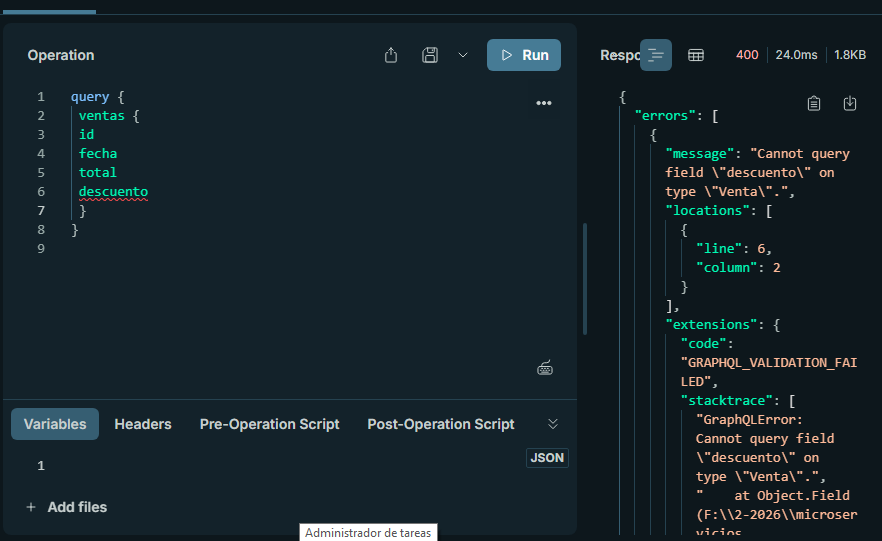 Operation
Run
1 query {
2 ventas {
3 id
4 fecha
5 total
6 descuento
7 }
8 }
9
Variables
Headers
Pre-Operation Script
Post-Operation Script
1
JSON
+ Add files
Administrador de tareas
Respo
400
24.0ms
1.8KB
{
"errors": [
{
"message": "Cannot query
field \"descuento\" on
type \"Venta\".",
"locations": [
{
"line": 6,
"column": 2
}
],
"extensions": {
"code":
"GRAPHQL_VALIDATION_FAI
LED",
"stacktrace": [
"GraphQLError:
Cannot query field
\"descuento\" on
type \"Venta\".",
"    at Object.Field
(F:\\2-2026\\microser
vicios